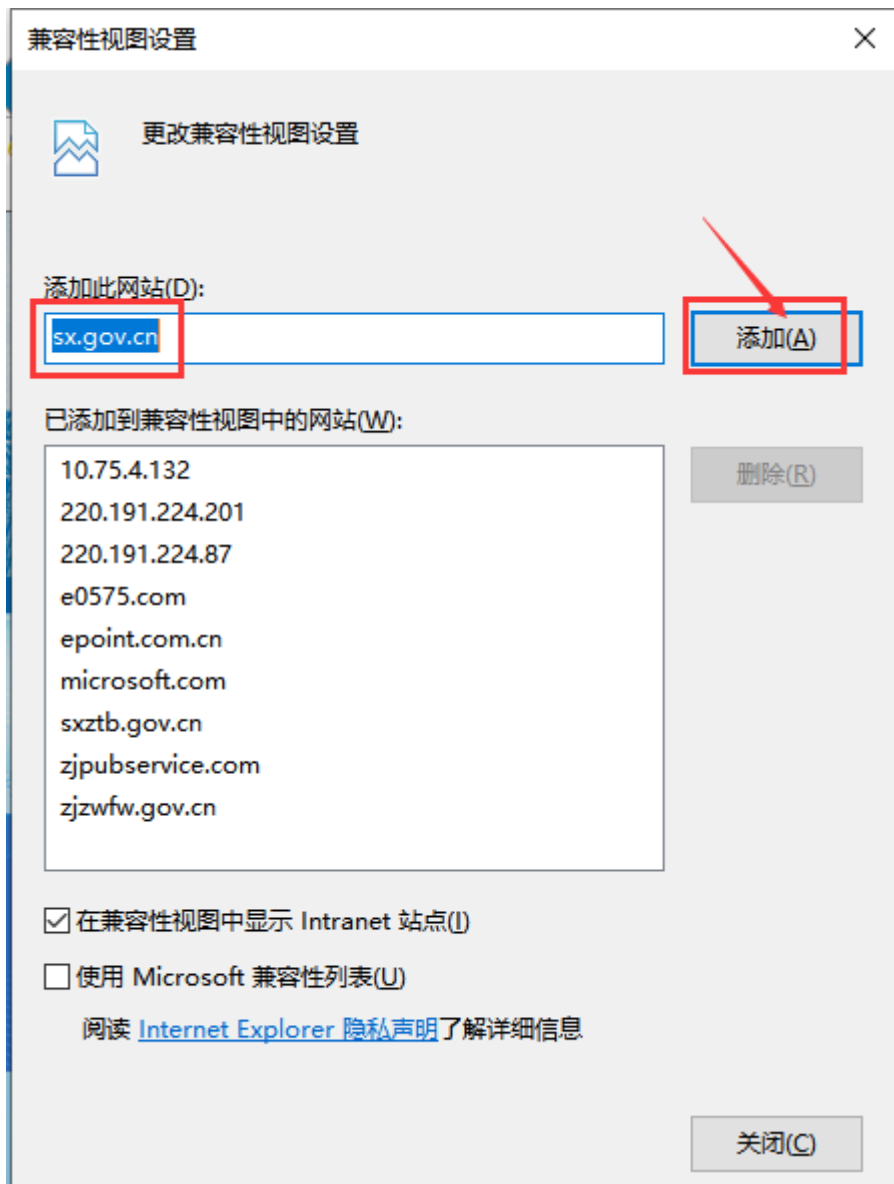 兼容性视图设置
更改兼容性视图设置
添加此网站(D):
sx.gov.cn
添加(A)
已添加到兼容性视图中的网站(W):
10.75.4.132
220.191.224.201
220.191.224.87
e0575.com
epoint.com.cn
microsoft.com
sxztb.gov.cn
zjpubservice.com
zjzwfw.gov.cn
删除(R)
在兼容性视图中显示 Intranet 站点(I)
使用 Microsoft 兼容性列表(U)
阅读 Internet Explorer 隐私声明了解详细信息
关闭(C)